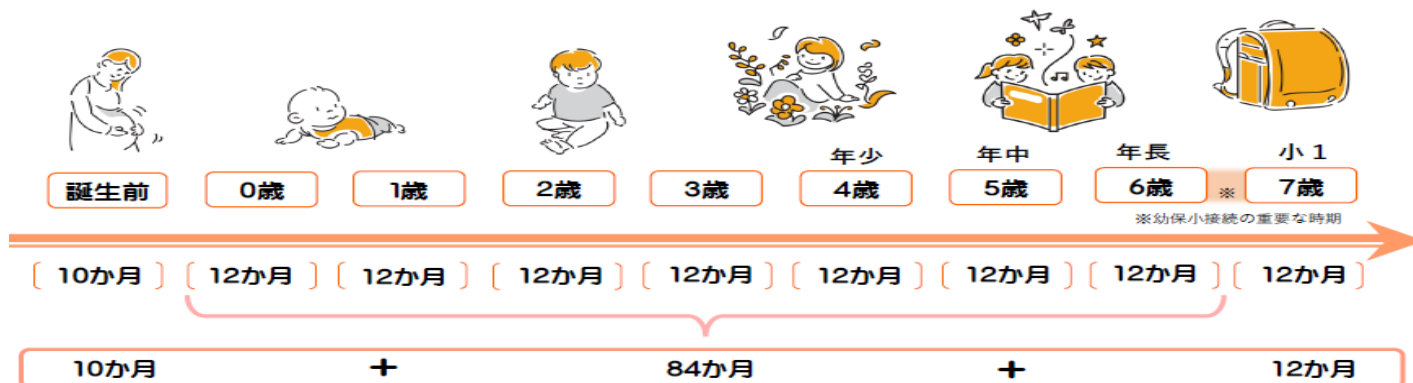 年少 年中 年長 小1
誕生前 0歳 1歳 2歳 3歳 4歳 5歳 6歳 ※ 7歳
※幼保小接続の重要な時期
〔10か月〕〔12か月〕〔12か月〕〔12か月〕〔12か月〕〔12か月〕〔12か月〕〔12か月〕〔12か月〕
10か月 + 84か月 + 12か月